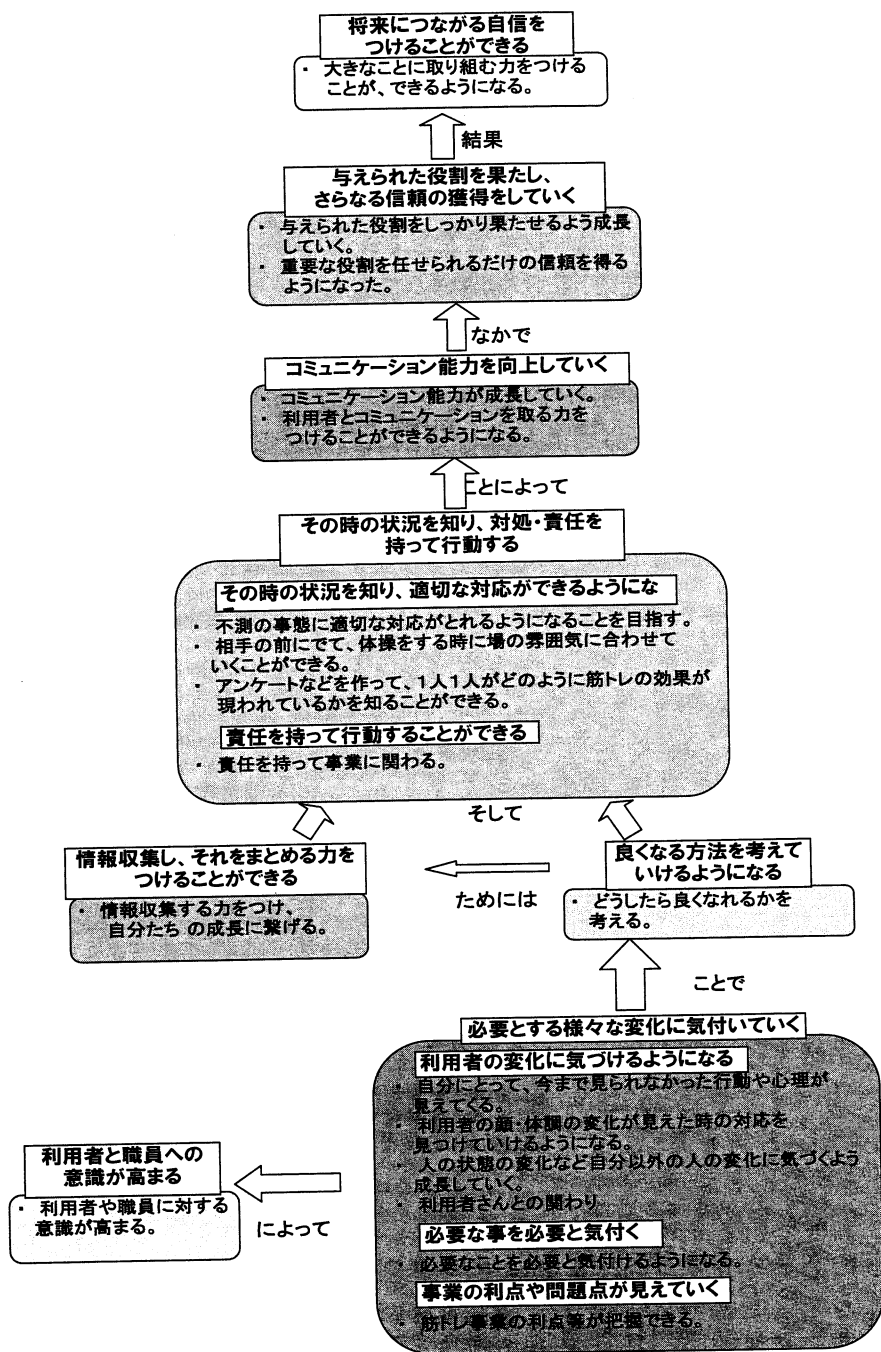 将来につながる自信を
つけることができる
・ 大きなことに取り組む力をつける
ことが、できるようになる。
結果
与えられた役割を果たし、
さらなる信頼の獲得をしていく
・ 与えられた役割をしっかり果たせるよう成長
していく。
・ 重要な役割を任せられるだけの信頼を得る
ようになった。
なかで
コミュニケーション能力を向上していく
・ コミュニケーション能力が成長していく。
・ 利用者とコミュニケーションを取る力を
つけることができるようになる。
ことによって
その時の状況を知り、対処・責任を
持って行動する
その時の状況を知り、適切な対応ができるようにな
・ 不測の事態に適切な対応がとれるようになることを目指す。
・ 相手の前にでて、体操をする時に場の雰囲気に合わせて
いくことができる。
・ アンケートなどを作って、1人1人がどのように筋トレの効果が
現われているかを知ることができる。
責任を持って行動することができる
・ 責任を持って事業に関わる。
そして
情報収集し、それをまとめる力を
つけることができる
・ 情報収集する力をつけ、
自分たち の成長に繋げる。
ためには
良くなる方法を考えて
いけるようになる
・ どうしたら良くなれるかを
考える。
ことで
必要とする様々な変化に気付いていく
利用者の変化に気づけるようになる
・ 自分にとって、今まで見られなかった行動や心理が
見えてくる。
・ 利用者の顔・体調の変化が見えた時の対応を
見つけていけるようになる。
・ 人の状態の変化など自分以外の人の変化に気づくよう
成長していく。
・ 利用者さんとの関わり
必要な事を必要と気付く
・ 必要なことを必要と気付けるようになる。
事業の利点や問題点が見えていく
・ 筋トレ事業の利点等が把握できる。
利用者と職員への
意識が高まる
・ 利用者や職員に対する
意識が高まる。
によって